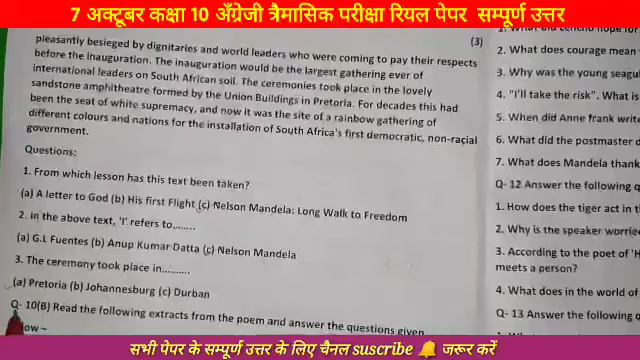 7 अक्टूबर कक्षा 10 अँग्रेजी त्रैमासिक परीक्षा रियल पेपर सम्पूर्ण उत्तर
pleasantly besieged by dignitaries and world leaders who were coming to pay their respects (3)
before the inauguration. The inauguration would be the largest gathering ever of
international leaders on South African soil. The ceremonies took place in the lovely
sandstone amphitheatre formed by the Union Buildings in Pretoria. For decades this had
been the seat of white supremacy, and now it was the site of a rainbow gathering of
different colours and nations for the installation of South Africa's first democratic, non-racial
government.
Questions:
1. From which lesson has this text been taken?
(a) A letter to God (b) His first Flight (c) Nelson Mandela: Long Walk to Freedom
2. In the above text, 'I' refers to.......
(a) G.L Fuentes (b) Anup Kumar Datta (c) Nelson Mandela
3. The ceremony took place in..........
(a) Pretoria (b) Johannesburg (c) Durban
Q- 10(B) Read the following extracts from the poem and answer the questions given
ow~
hope for
2. What does courage mean
3. Why was the young seagu
4. "I'll take the risk". What is
5. When did Anne frank write
6. What did the postmaster d
7. What does Mandela thank
Q- 12 Answer the following q
1. How does the tiger act in t
2. Why is the speaker worrie
3. According to the poet of 'H
meets a person?
4. What does in the world of
Q- 13 Answer the following q
सभी पेपर के सम्पूर्ण उत्तर के लिए चैनल suscribe 🔔 जरूर करें